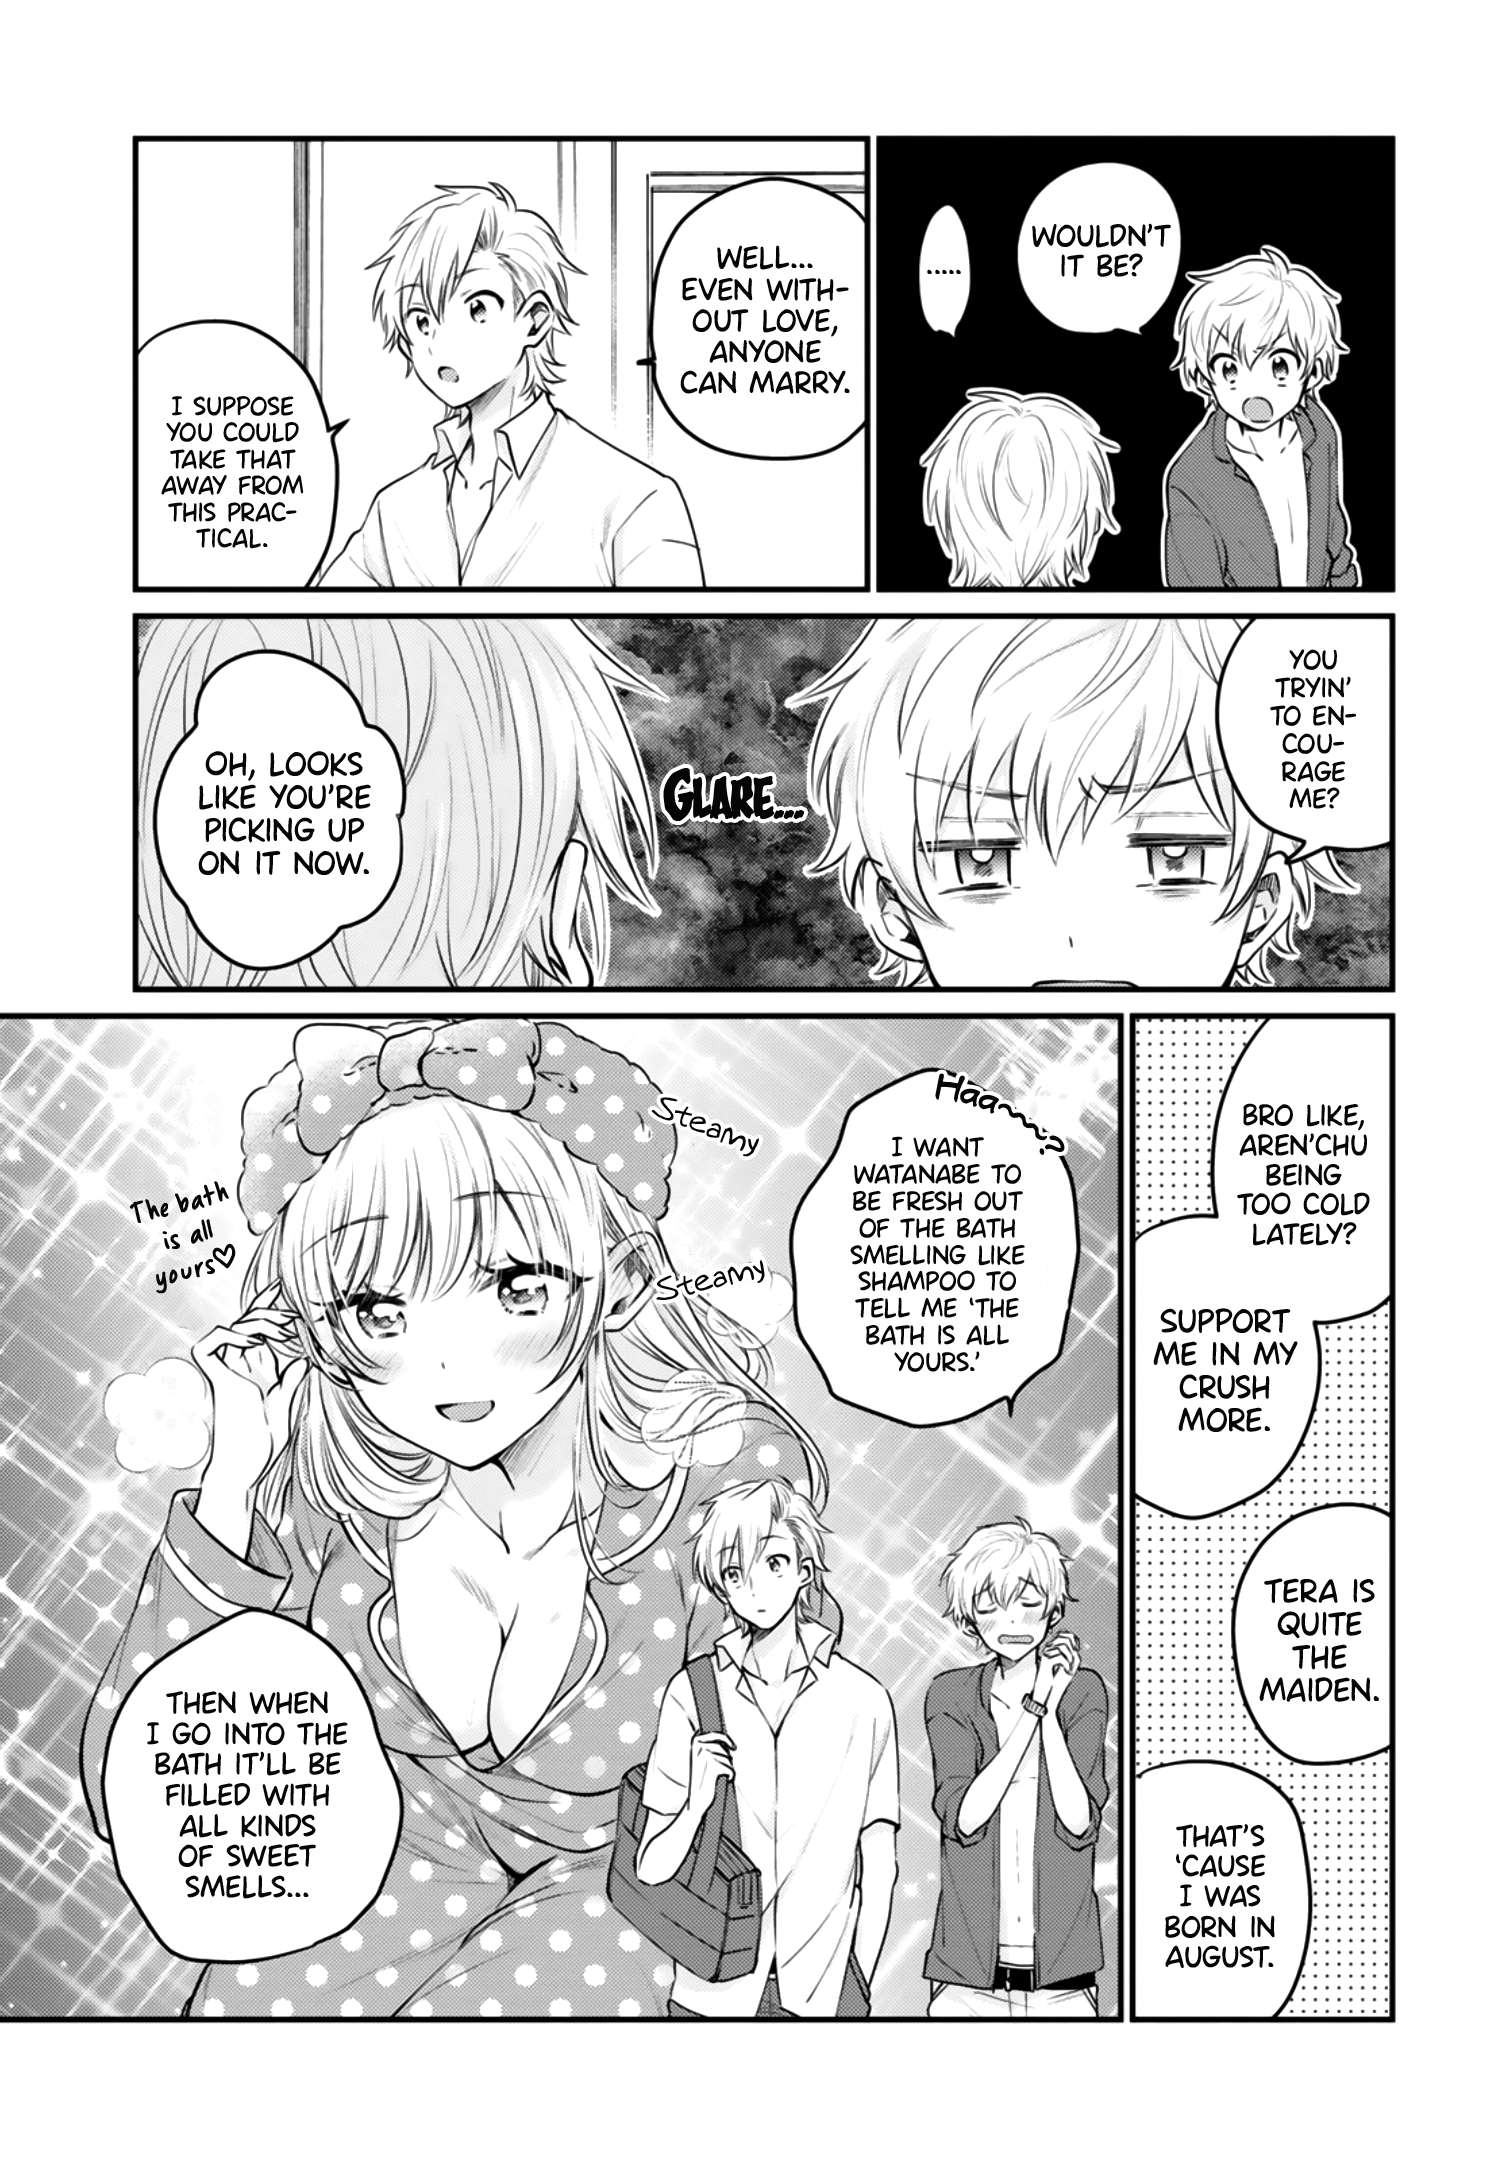 WOULDN'T
IT BE?
.....
WELL...
EVEN WITH-
OUT LOVE,
ANYONE
CAN MARRY.
I SUPPOSE
YOU COULD
TAKE THAT
AWAY FROM
THIS PRAC-
TICAL.
YOU
TRYIN'
TO EN-
COU-
RAGE
ME?
GLARE...
OH, LOOKS
LIKE YOU'RE
PICKING UP
ON IT NOW.
BRO LIKE,
AREN'CHU
BEING
TOO COLD
LATELY?
SUPPORT
ME IN MY
CRUSH
MORE.
TERA IS
QUITE
THE
MAIDEN.
THAT'S
'CAUSE
I WAS
BORN IN
AUGUST.
Haa~~~?
I WANT
WATANABE TO
BE FRESH OUT
OF THE BATH
SMELLING LIKE
SHAMPOO TO
TELL ME 'THE
BATH IS ALL
YOURS.'
Steamy
Steamy
The bath
is all
yours♡
THEN WHEN
I GO INTO THE
BATH IT'LL BE
FILLED WITH
ALL KINDS
OF SWEET
SMELLS...